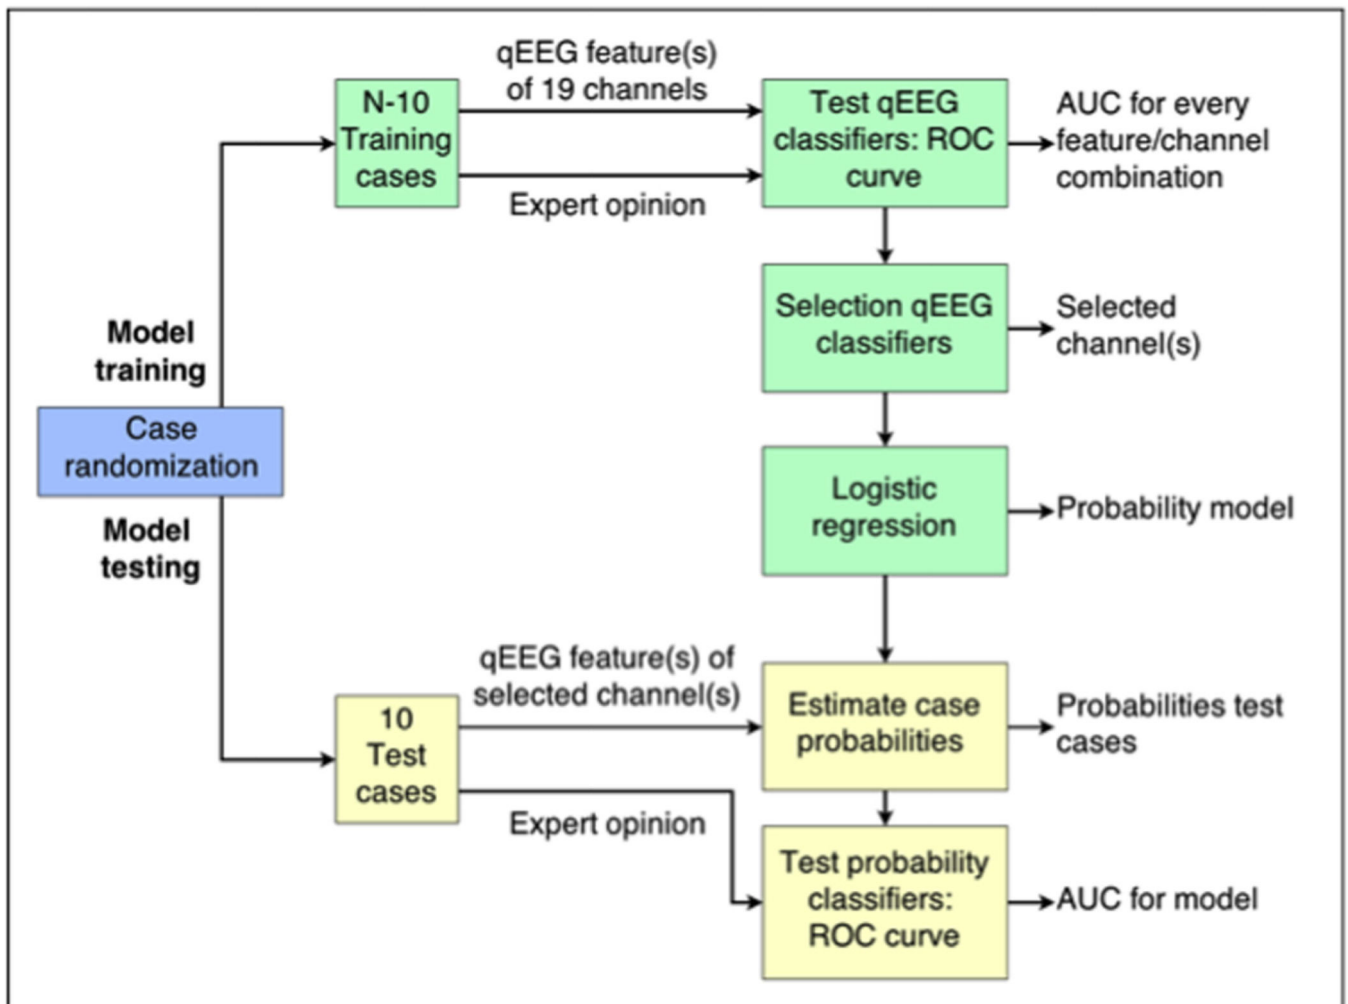 qEEG feature(s)
of 19 channels
N-10
Training
cases
Expert opinion
Test qEEG
classifiers: ROC
curve
AUC for every
feature/channel
combination
Selection qEEG
classifiers
Selected
channel(s)
Model
training
Case
randomization
Model
testing
Logistic
regression
Probability model
qEEG feature(s) of
selected channel(s)
10
Test
cases
Expert opinion
Estimate case
probabilities
Probabilities test
cases
Test probability
classifiers:
ROC curve
AUC for model